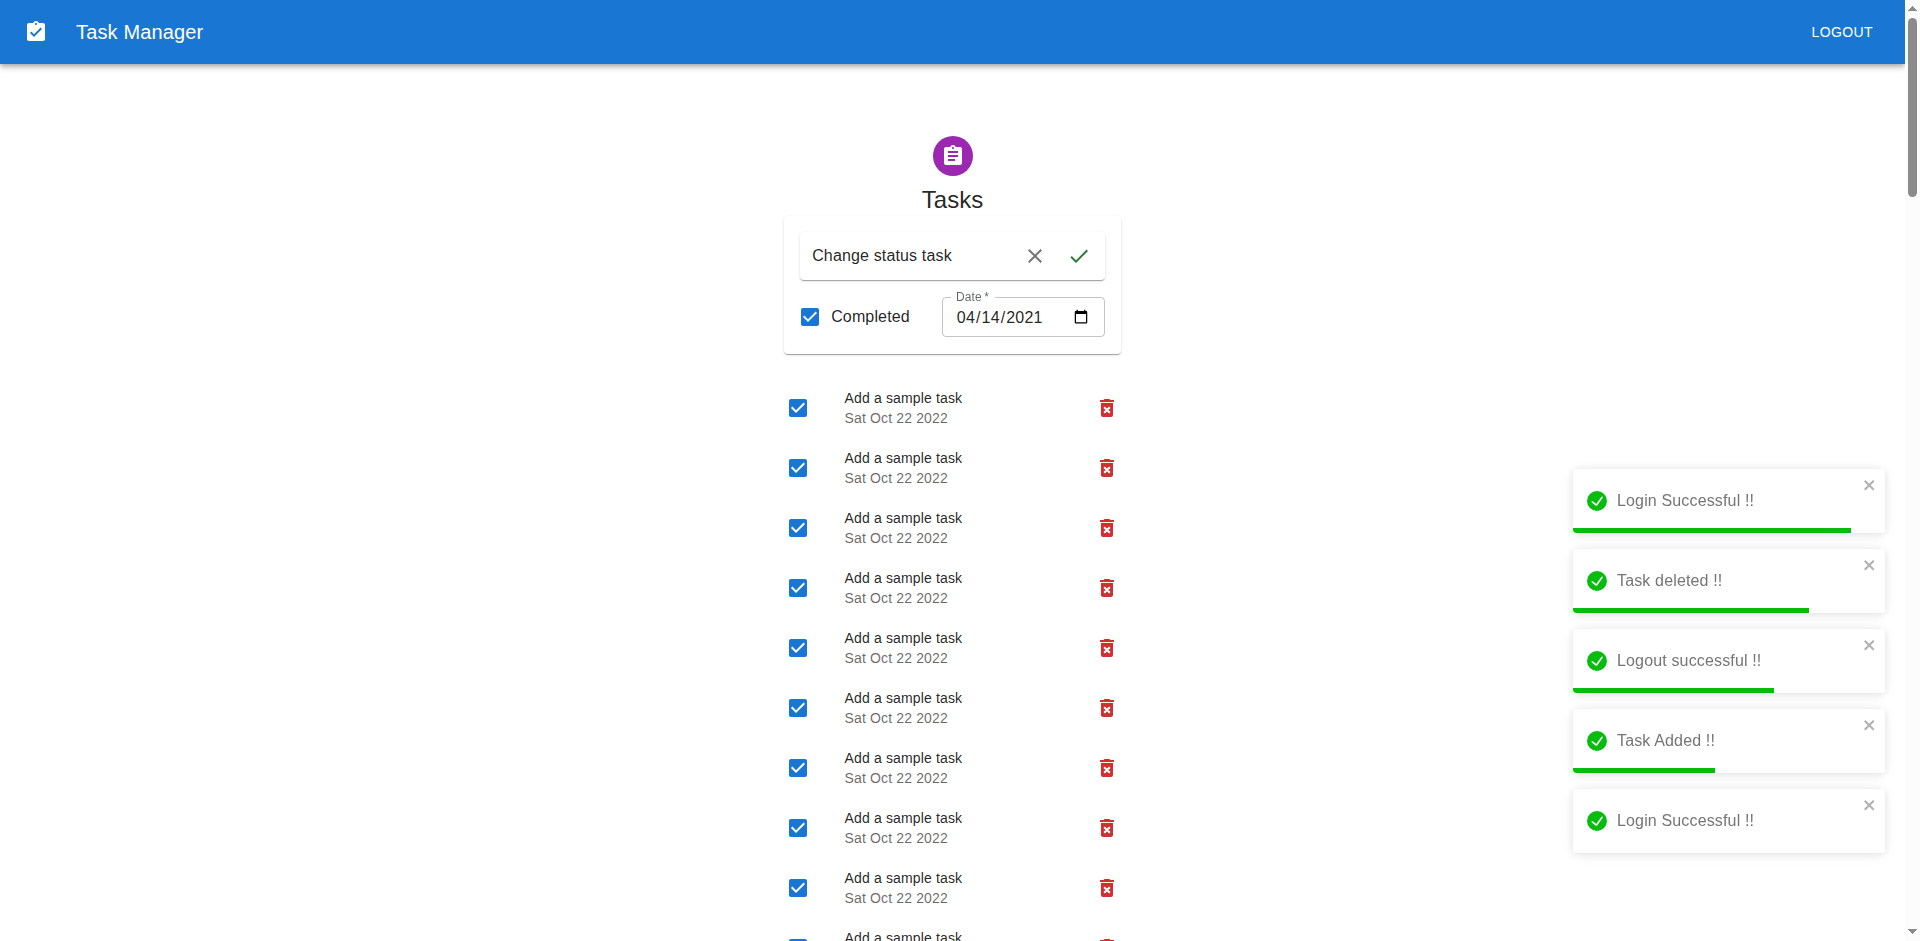 Task Manager
LOGOUT
Tasks
Change status task
Completed
Date *
04/14/2021
Add a sample task
Sat Oct 22 2022
Add a sample task
Sat Oct 22 2022
Add a sample task
Sat Oct 22 2022
Add a sample task
Sat Oct 22 2022
Add a sample task
Sat Oct 22 2022
Add a sample task
Sat Oct 22 2022
Add a sample task
Sat Oct 22 2022
Add a sample task
Sat Oct 22 2022
Add a sample task
Sat Oct 22 2022
Add a sample task
Login Successful !!
Task deleted !!
Logout successful !!
Task Added !!
Login Successful !!